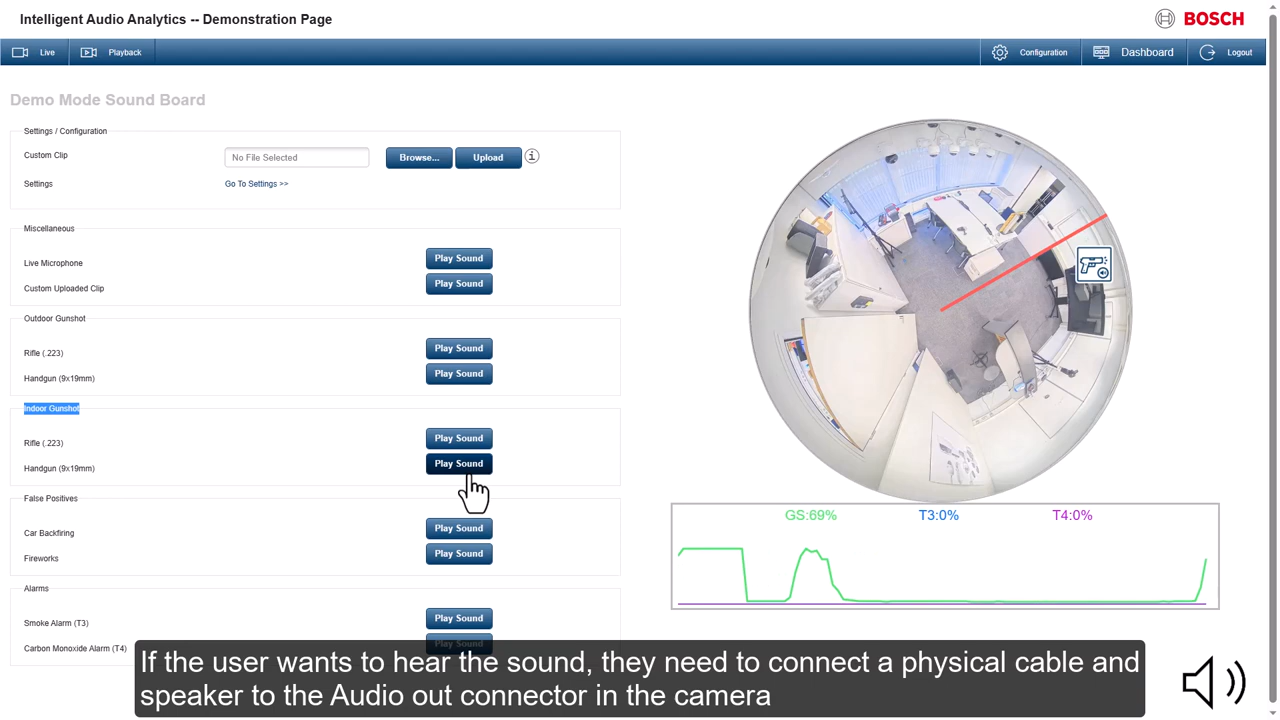 Intelligent Audio Analytics -- Demonstration Page
BOSCH
Live
Playback
Configuration
Dashboard
Logout
Demo Mode Sound Board
Settings / Configuration
Custom Clip
No File Selected
Browse...
Upload
Settings
Go To Settings >>
Miscellaneous
Live Microphone
Play Sound
Custom Uploaded Clip
Play Sound
Outdoor Gunshot
Rifle (.223)
Play Sound
Handgun (9x19mm)
Play Sound
Indoor Gunshot
Rifle (.223)
Play Sound
Handgun (9x19mm)
Play Sound
False Positives
Car Backfiring
Play Sound
Fireworks
Play Sound
Alarms
Smoke Alarm (T3)
Play Sound
Carbon Monoxide Alarm (T4)
Play Sound
GS:69%
T3:0%
T4:0%
If the user wants to hear the sound, they need to connect a physical cable and
speaker to the Audio out connector in the camera